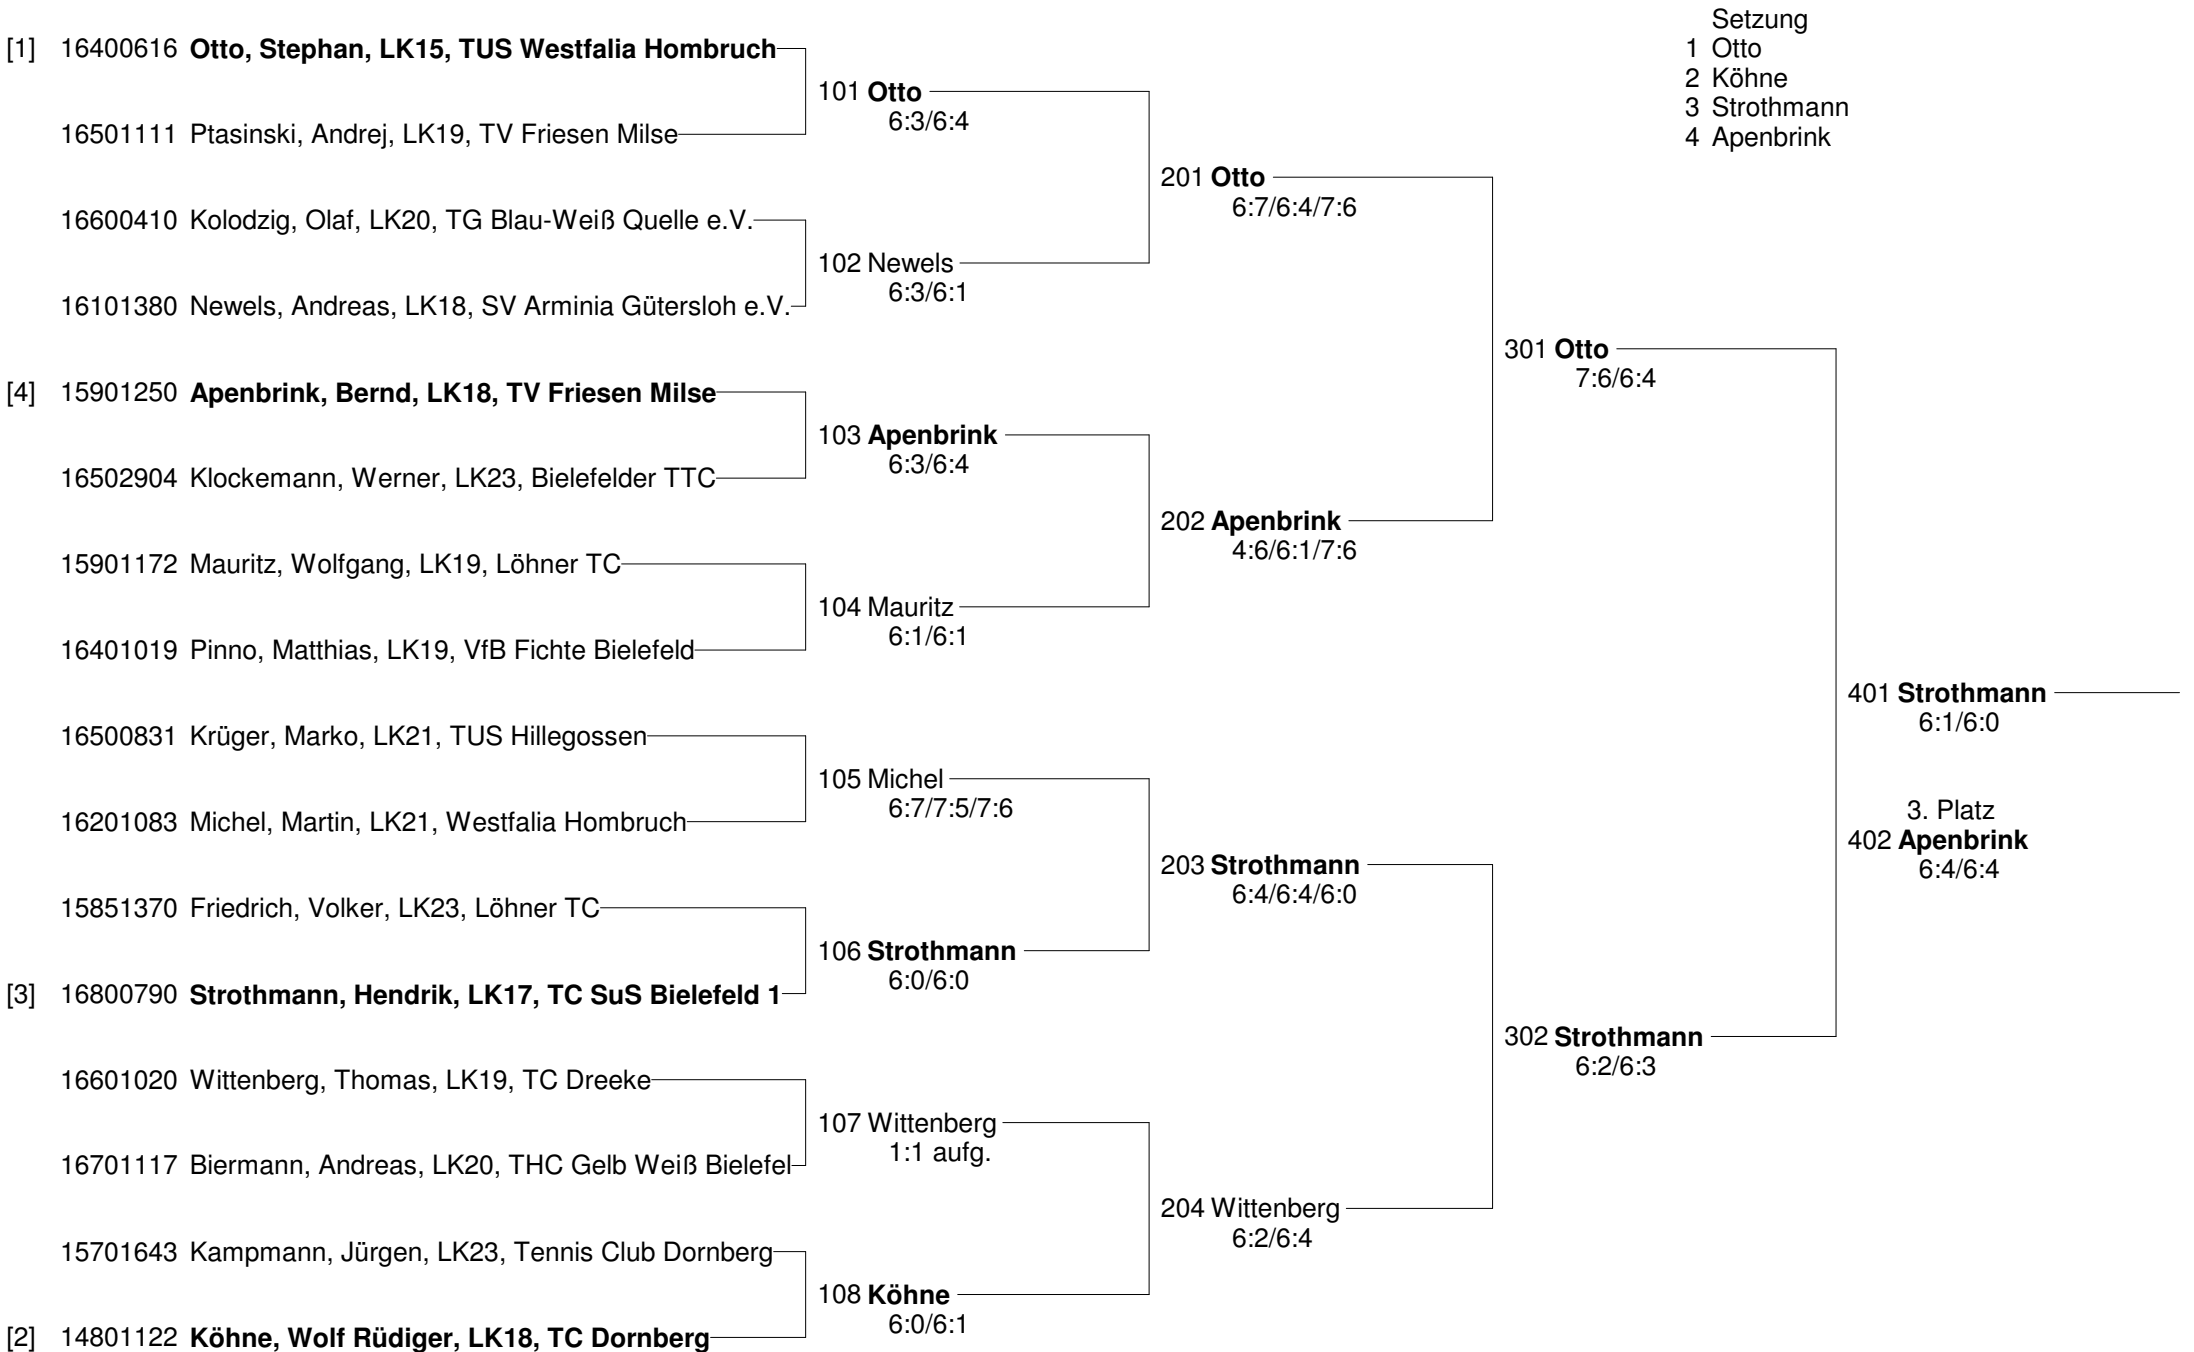 Setzung
1 Otto
2 Köhne
3 Strothmann
4 Apenbrink
[1] 16400616 Otto, Stephan, LK15, TUS Westfalia Hombruch
16501111 Ptasinski, Andrej, LK19, TV Friesen Milse
16600410 Kolodzig, Olaf, LK20, TG Blau-Weiß Quelle e.V.
16101380 Newels, Andreas, LK18, SV Arminia Gütersloh e.V.
[4] 15901250 Apenbrink, Bernd, LK18, TV Friesen Milse
16502904 Klockemann, Werner, LK23, Bielefelder TTC
15901172 Mauritz, Wolfgang, LK19, Löhner TC
16401019 Pinno, Matthias, LK19, VfB Fichte Bielefeld
16500831 Krüger, Marko, LK21, TUS Hillegossen
16201083 Michel, Martin, LK21, Westfalia Hombruch
15851370 Friedrich, Volker, LK23, Löhner TC
[3] 16800790 Strothmann, Hendrik, LK17, TC SuS Bielefeld 1
16601020 Wittenberg, Thomas, LK19, TC Dreeke
16701117 Biermann, Andreas, LK20, THC Gelb Weiß Bielefel
15701643 Kampmann, Jürgen, LK23, Tennis Club Dornberg
[2] 14801122 Köhne, Wolf Rüdiger, LK18, TC Dornberg
101 Otto
6:3/6:4
102 Newels
6:3/6:1
103 Apenbrink
6:3/6:4
104 Mauritz
6:1/6:1
105 Michel
6:7/7:5/7:6
106 Strothmann
6:0/6:0
107 Wittenberg
1:1 aufg.
108 Köhne
6:0/6:1
201 Otto
6:7/6:4/7:6
202 Apenbrink
4:6/6:1/7:6
203 Strothmann
6:4/6:4/6:0
204 Wittenberg
6:2/6:4
301 Otto
7:6/6:4
302 Strothmann
6:2/6:3
401 Strothmann
6:1/6:0
3. Platz
402 Apenbrink
6:4/6:4